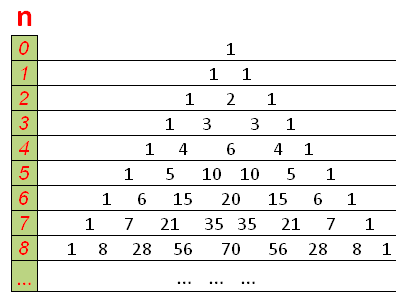 n
0 1
1 1 1
2 1 2 1
3 1 3 3 1
4 1 4 6 4 1
5 1 5 10 10 5 1
6 1 6 15 20 15 6 1
7 1 7 21 35 35 21 7 1
8 1 8 28 56 70 56 28 8 1
... ... ... ...